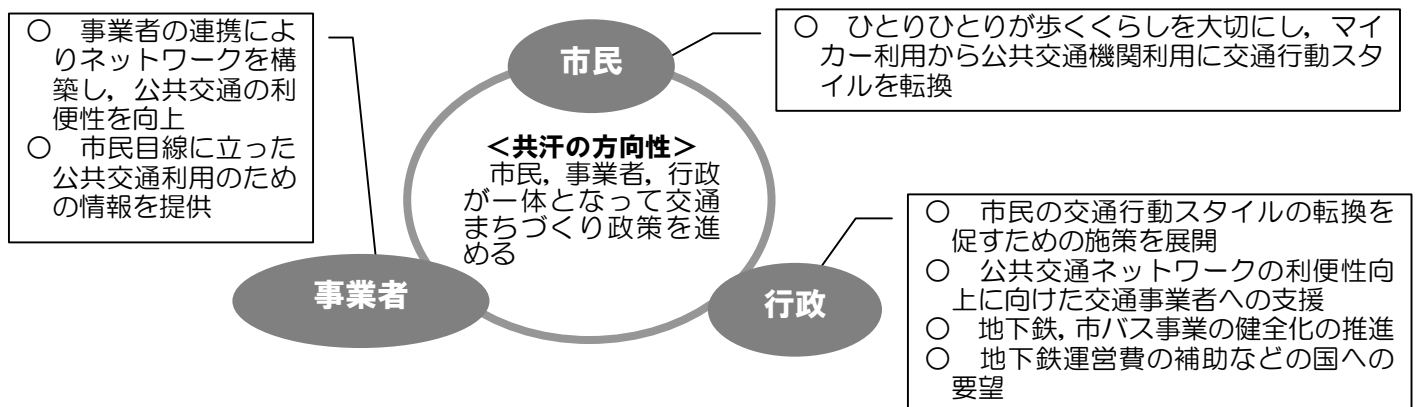 ○　事業者の連携によ
りネットワークを構
築し，公共交通の利
便性を向上
○　市民目線に立った
公共交通利用のため
の情報を提供
市民
○　ひとりひとりが歩くくらしを大切にし，マイ
カー利用から公共交通機関利用に交通行動スタ
イルを転換
＜共汗の方向性＞
市民，事業者，行政
が一体となって交通
まちづくり政策を進
める
事業者
行政
○　市民の交通行動スタイルの転換を
促すための施策を展開
○　公共交通ネットワークの利便性向
上に向けた交通事業者への支援
○　地下鉄，市バス事業の健全化の推進
○　地下鉄運営費の補助などの国への
要望